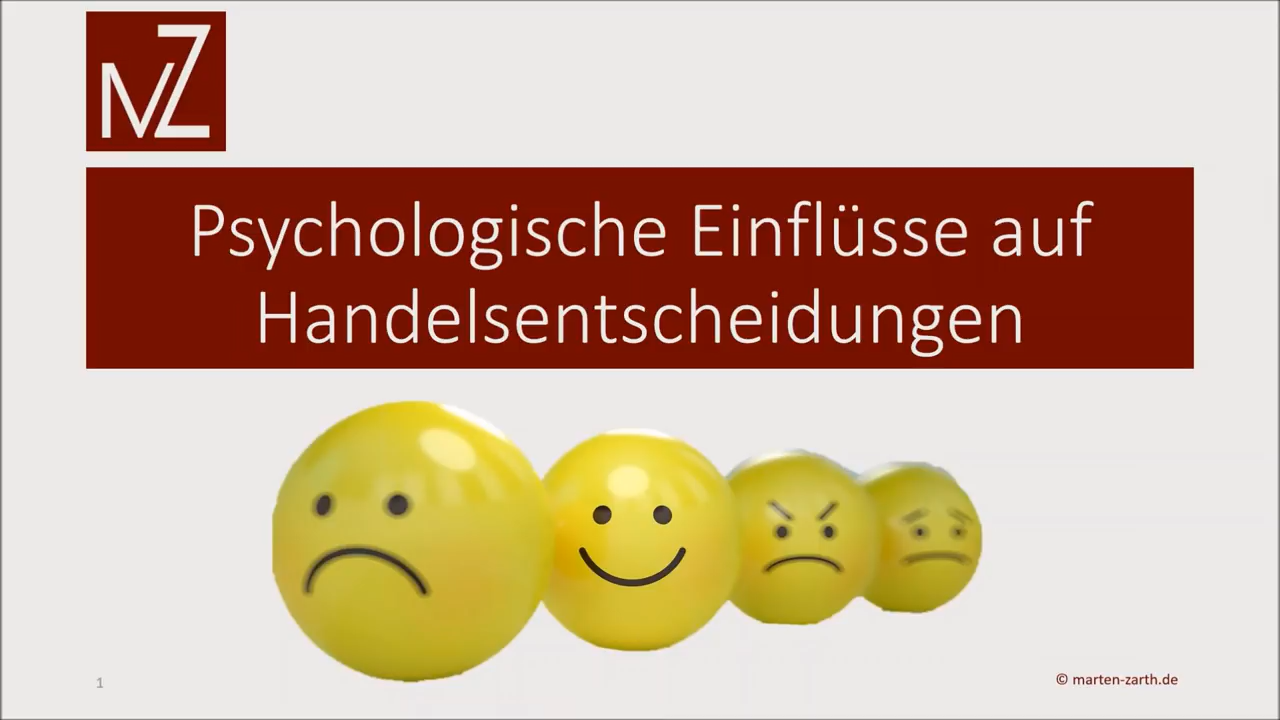 MZ
Psychologische Einflüsse auf
Handelsentscheidungen
1
© marten-zarth.de